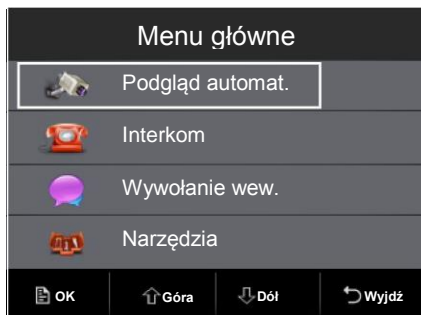 Menu główne
Podgląd automat.
Interkom
Wywołanie wew.
Narzędzia
OK Góra Dół Wyjdź